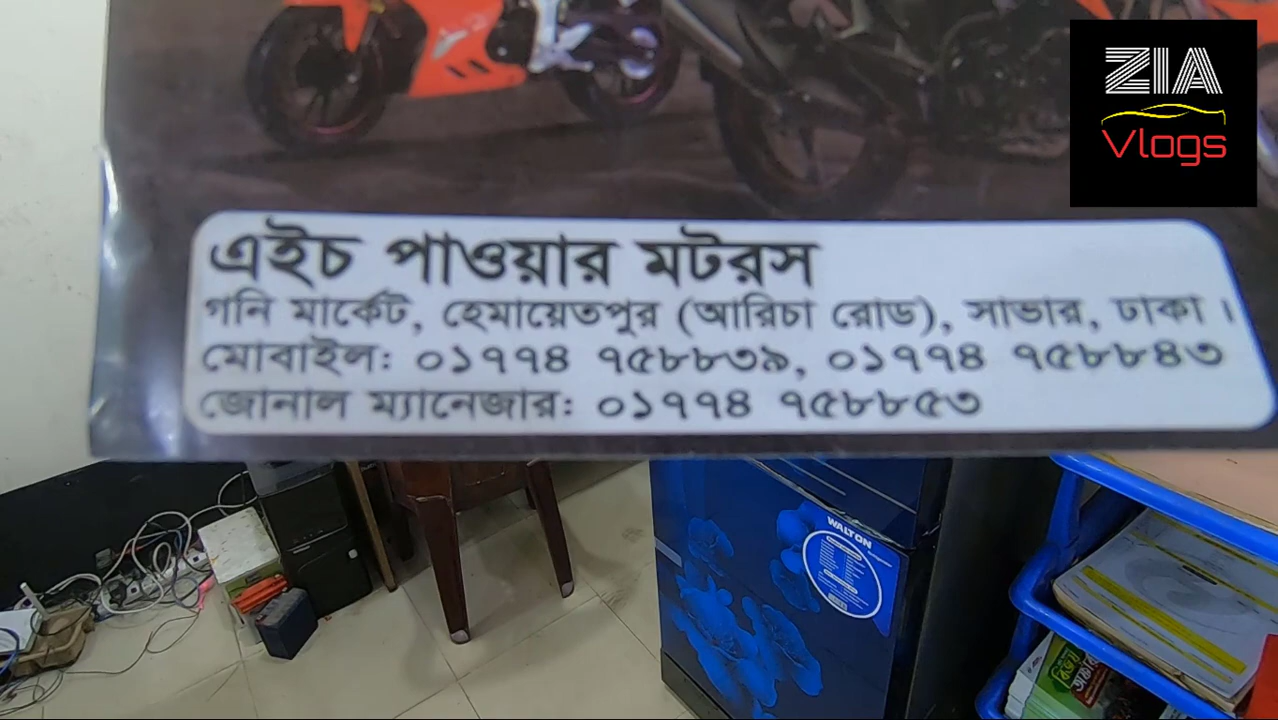 ZIA
Vlogs
এইচ পাওয়ার মটরস
গনি মার্কেট, হেমায়েতপুর (আরিচা রোড), সাভার, ঢাকা ।
মোবাইল: ০১৭৭৪ ৭৫৮৮৩৯, ০১৭৭৪ ৭৫৮৮৪৩
জোনাল ম্যানেজার: ০১৭৭৪ ৭৫৮৮৫৩
WALTON